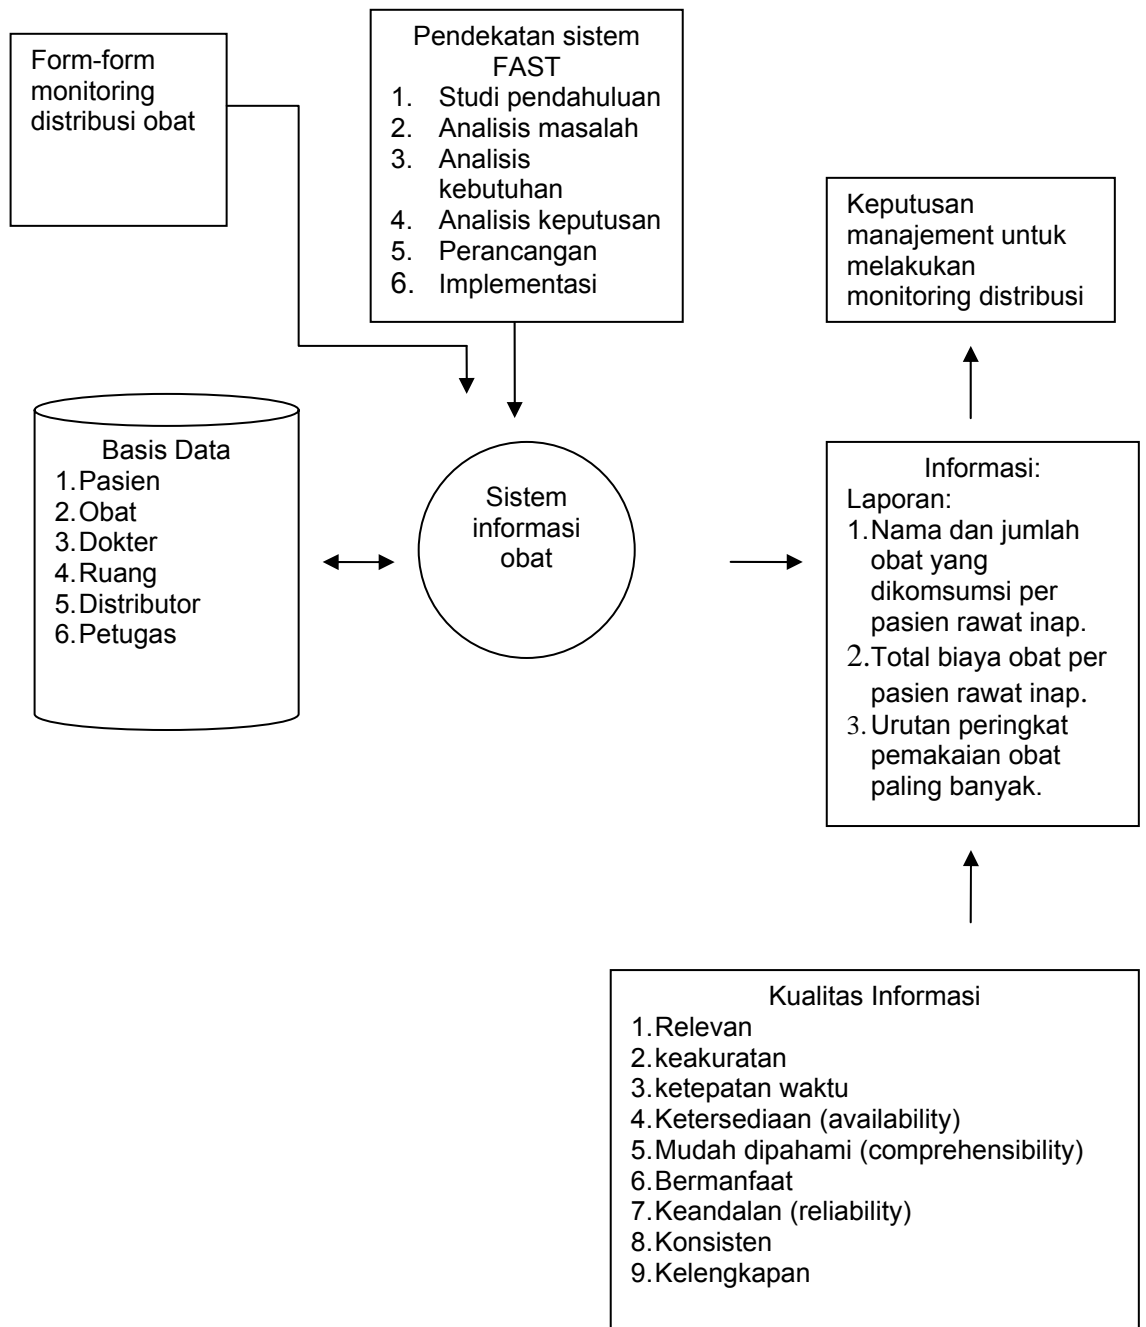 Form-form
monitoring
distribusi obat
Pendekatan sistem
FAST
1. Studi pendahuluan
2. Analisis masalah
3. Analisis
kebutuhan
4. Analisis keputusan
5. Perancangan
6. Implementasi
Keputusan
manajement untuk
melakukan
monitoring distribusi
Basis Data
1.Pasien
2.Obat
3.Dokter
4.Ruang
5.Distributor
6.Petugas
Sistem
informasi
obat
Informasi:
Laporan:
1.Nama dan jumlah
obat yang
dikomsumsi per
pasien rawat inap.
2.Total biaya obat per
pasien rawat inap.
3.Urutan peringkat
pemakaian obat
paling banyak.
Kualitas Informasi
1.Relevan
2.keakuratan
3.ketepatan waktu
4.Ketersediaan (availability)
5.Mudah dipahami (comprehensibility)
6.Bermanfaat
7.Keandalan (reliability)
8.Konsisten
9.Kelengkapan